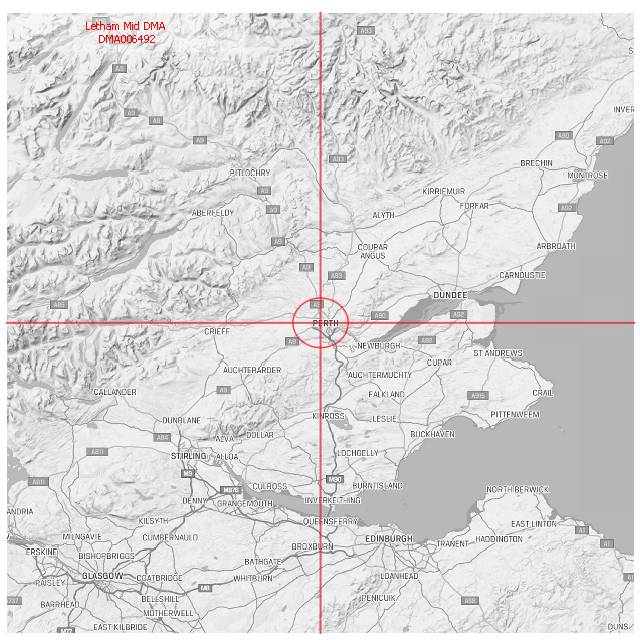 Letham Mid DMA
DMA006492
A93
A9
A9
A9
A9
INVER
A90
A92
A93
BRECHIN
PITLOCHRY
MONTROSE
A9
KIRRIEMUIR
FORFAR
ABERFELDY
A9
ALYTH
A92
A9
COUPAR
ANGUS
ARBROATH
A9
A93
CARNOUSTIE
DUNDEE
A85
A9
A90
A92
PERTH
CRIEFF
A9
A92
NEWBURGH
ST ANDREWS
CUPAR
AUCHTERARDER
AUCHTERMUCHTY
CALLANDER
A9
FALKLAND
A915
CRAIL
KINROSS
LESLIE
PITTENWEEM
DUNBLANE
A84
ALVA
DOLLAR
BUCKHAVEN
A811
STIRLING
ALLOA
LOCHGELLY
M9
A811
M90
BURNTISLAND
CULROSS
M876
NORTH BERWICK
DENNY
GRANGEMOUTH
INVERKEITHING
ANDRIA
KILSYTH
QUEENSFERRY
EAST LINTON
A1
MILNGAVIE
CUMBERNAULD
EDINBURGH
HADDINGTON
TRANENT
A1
ERSKINE
BISHOPBRIGGS
BROXBURN
BATHGATE
GLASGOW
COATBRIDGE
WHITBURN
LOANHEAD
PAISLEY
M8
BELLSHILL
PENICUIK
A68
A737
BARRHEAD
MOTHERWELL
M77
EAST KILBRIDE
DUNS